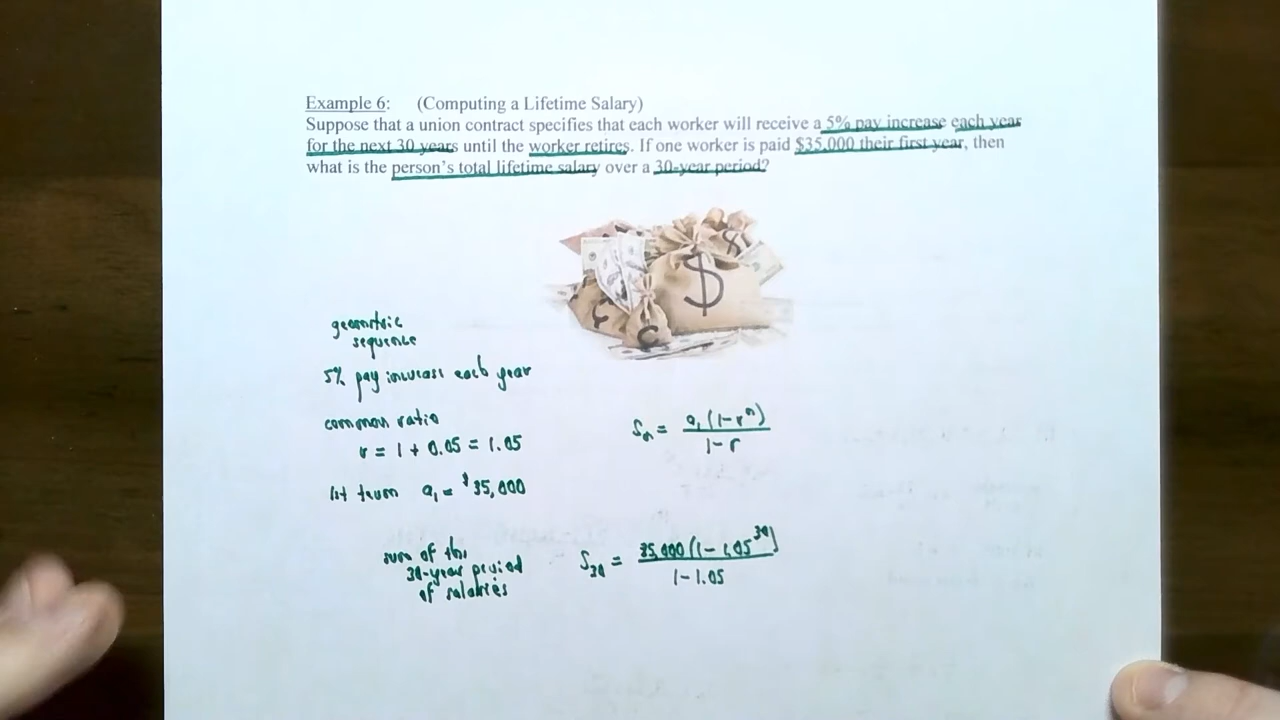 Example 6: (Computing a Lifetime Salary)
Suppose that a union contract specifies that each worker will receive a 5% pay increase each year
for the next 30 years until the worker retires. If one worker is paid $35,000 their first year, then
what is the person's total lifetime salary over a 30-year period?
$
geometric
sequence
5% pay increase each year
common ratio
r = 1 + 0.05 = 1.05
1st term a₁ = $35,000
Sₙ = a₁(1-rⁿ)
1-r
sum of the
30-year period
of salaries
S₃₀ = 35,000(1-1.05³⁰)
1-1.05